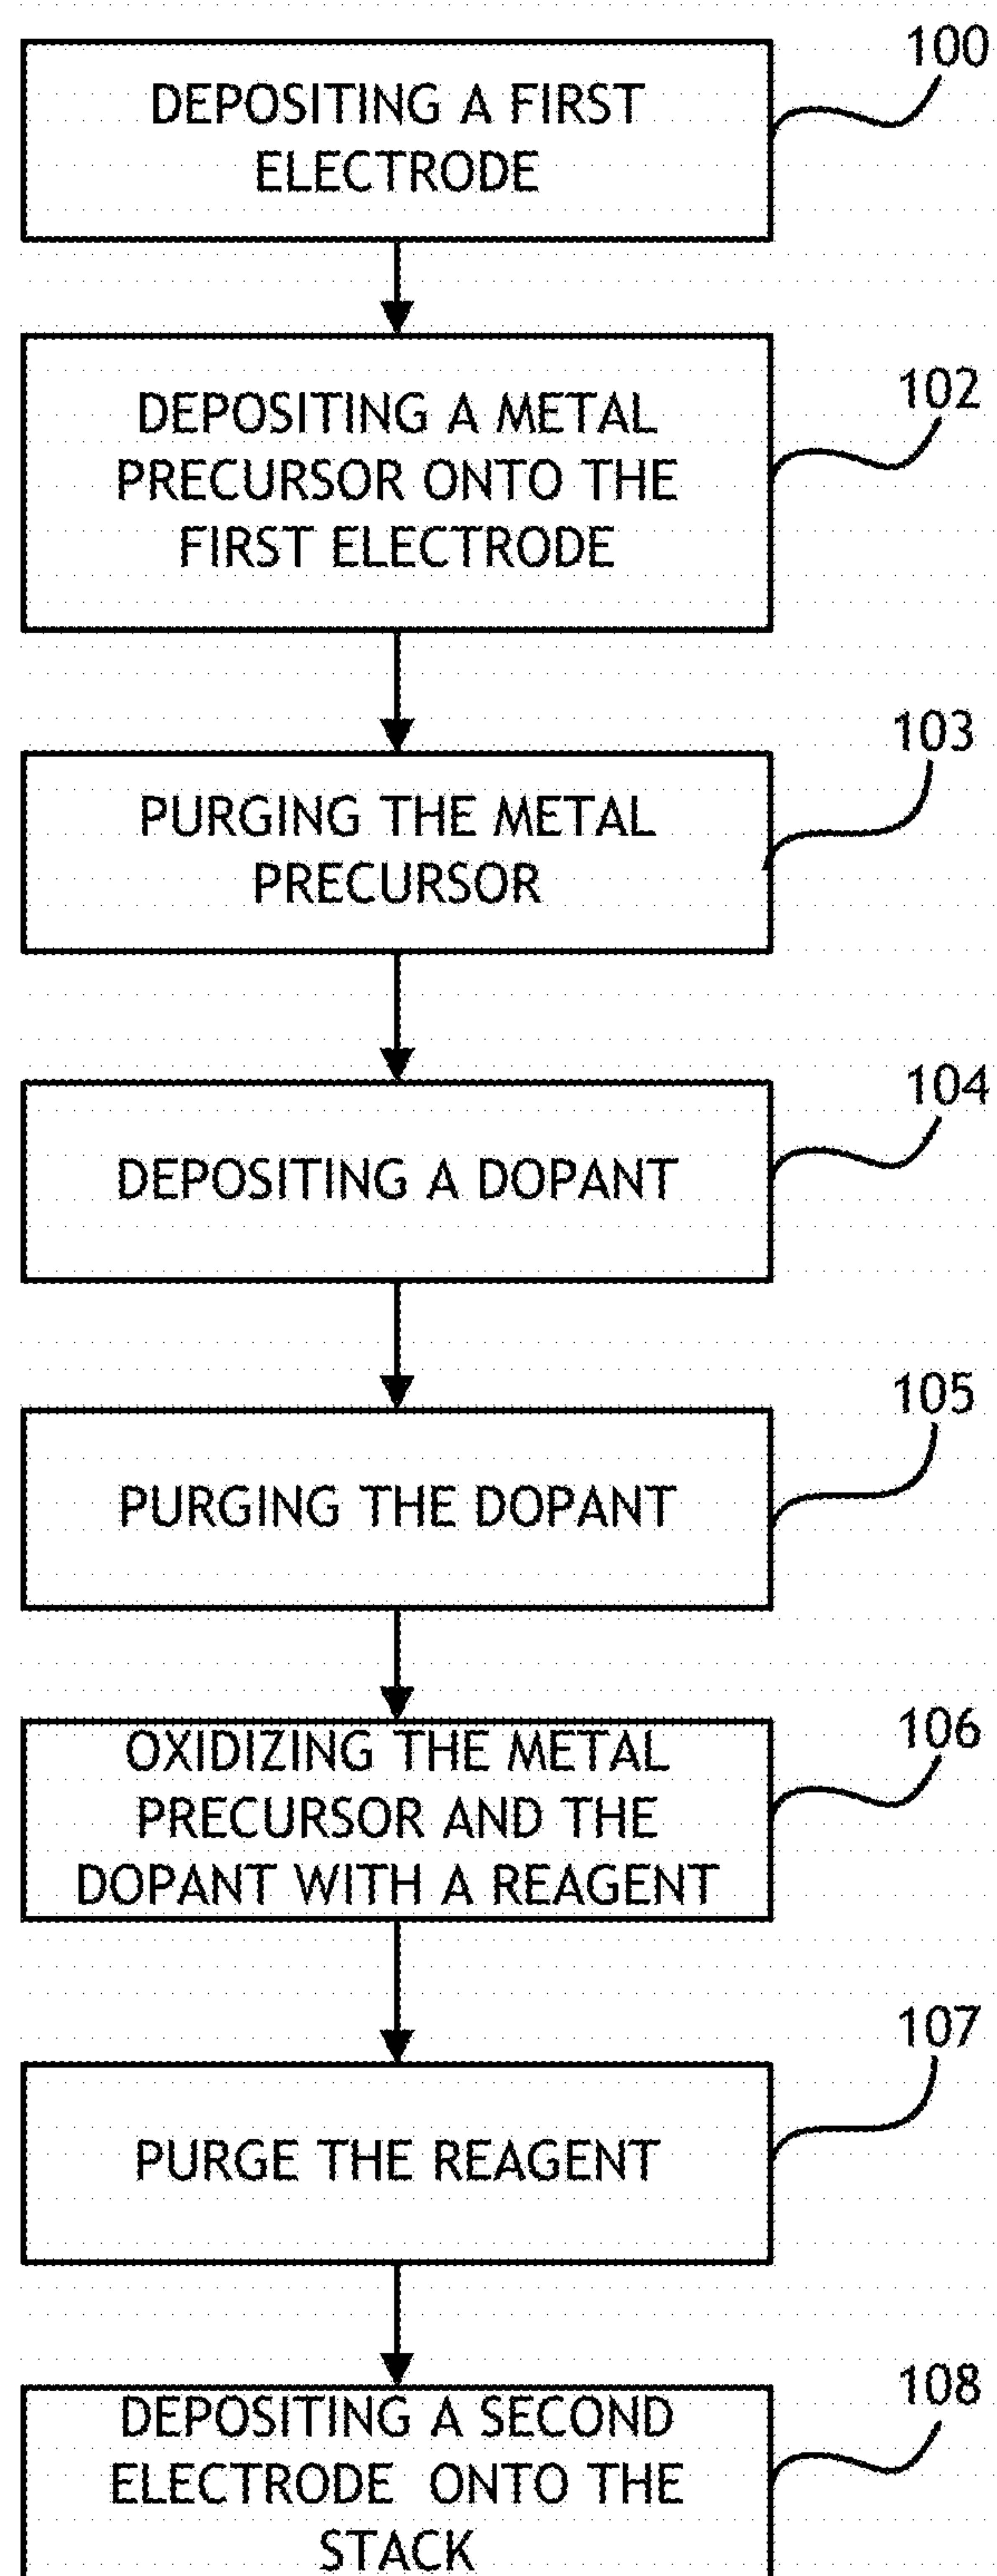 100
DEPOSITING A FIRST
ELECTRODE
102
DEPOSITING A METAL
PRECURSOR ONTO THE
FIRST ELECTRODE
103
PURGING THE METAL
PRECURSOR
104
DEPOSITING A DOPANT
105
PURGING THE DOPANT
106
OXIDIZING THE METAL
PRECURSOR AND THE
DOPANT WITH A REAGENT
107
PURGE THE REAGENT
108
DEPOSITING A SECOND
ELECTRODE ONTO THE
STACK